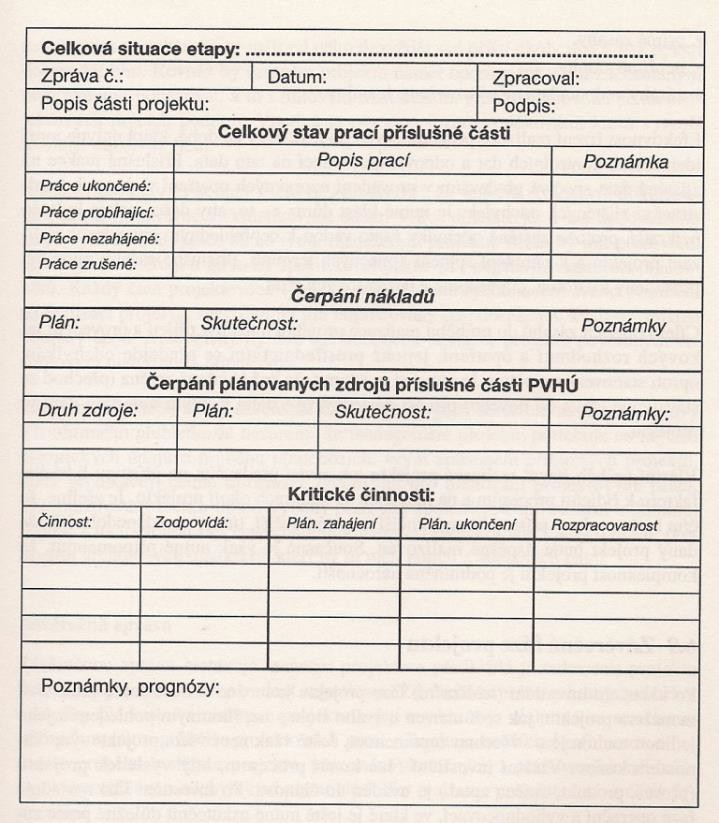 Celková situace etapy: ..............................................................................
Zpráva č.: Datum: Zpracoval:
Popis části projektu: Podpis:
Celkový stav prací příslušné části
Popis prací Poznámka
Práce ukončené:
Práce probíhající:
Práce nezahájené:
Práce zrušené:
Čerpání nákladů
Plán: Skutečnost: Poznámky
Čerpání plánovaných zdrojů příslušné části PVHÚ
Druh zdroje: Plán: Skutečnost: Poznámky:
Kritické činnosti:
Činnost: Zodpovídá: Plán. zahájení Plán. ukončení Rozpracovanost
Poznámky, prognózy: